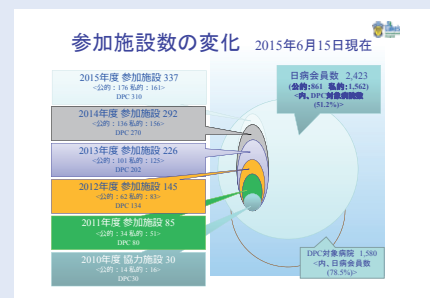 参加施設数の変化 2015年6月15日現在
2015年度 参加施設 337
<公的：176 私的：161>
DPC 310
2014年度 参加施設 292
<公的：136 私的：156>
DPC 270
2013年度 参加施設 226
<公的：101 私的：125>
DPC 202
2012年度 参加施設 145
<公的：62 私的：83>
DPC 134
2011年度 参加施設 85
<公的：34 私的：51>
DPC 80
2010年度 協力施設 30
<公的：14 私的：16>
DPC30
日病会員数 2,423
(公的：861 私的：1,562)
<内、DPC対象病院数
(51.2%)>
DPC対象病院 1,580
<内、日病会員数
(78.5%)>